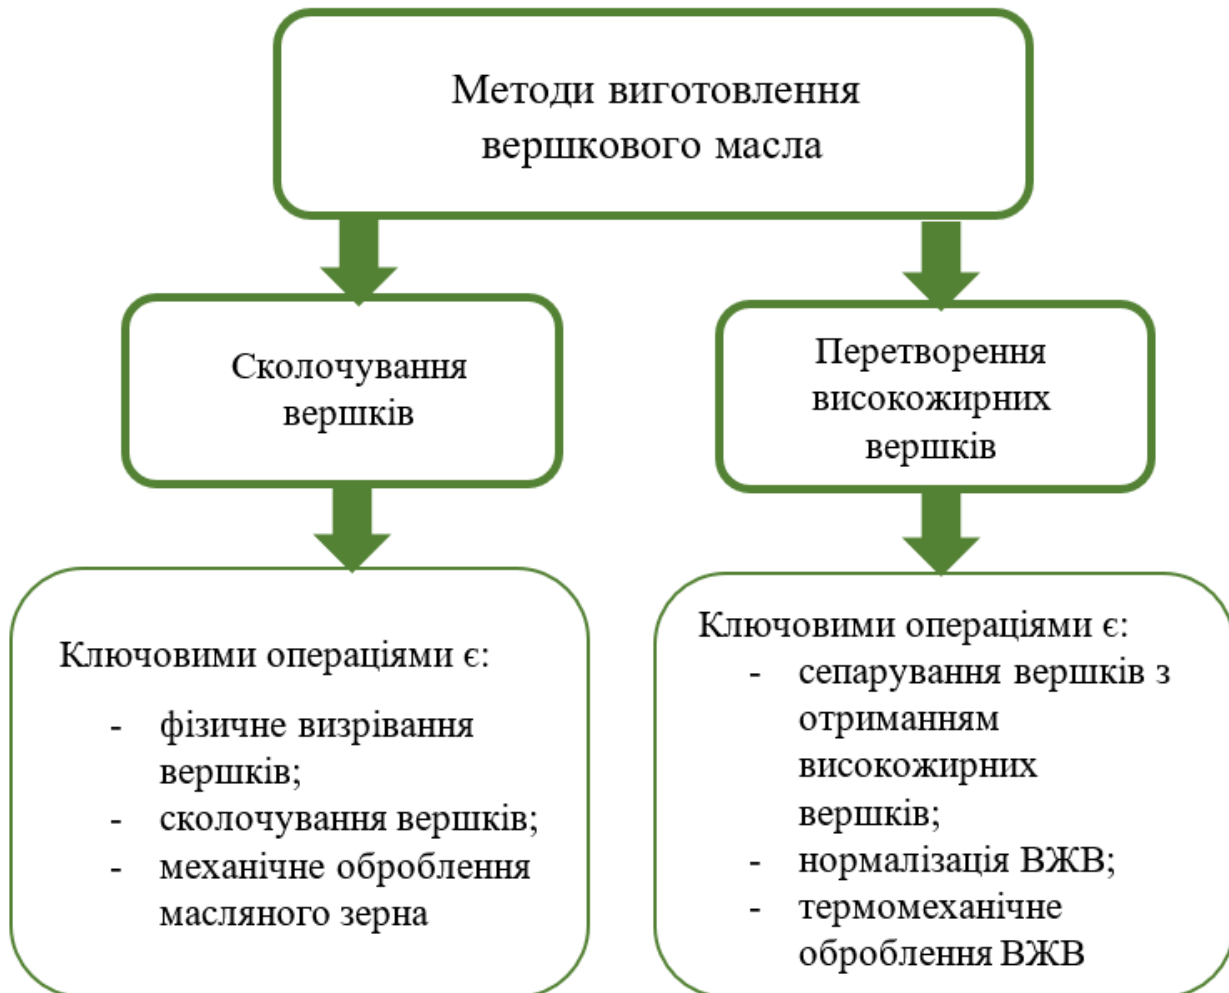 Методи виготовлення
вершкового масла
Сколочування
вершків
Перетворення
високожирних
вершків
Ключовими операціями є:
- фізичне визрівання
вершків;
- сколочування вершків;
- механічне оброблення
масляного зерна
Ключовими операціями є:
- сепарування вершків з
отриманням
високожирних
вершків;
- нормалізація ВЖВ;
- термомеханічне
оброблення ВЖВ